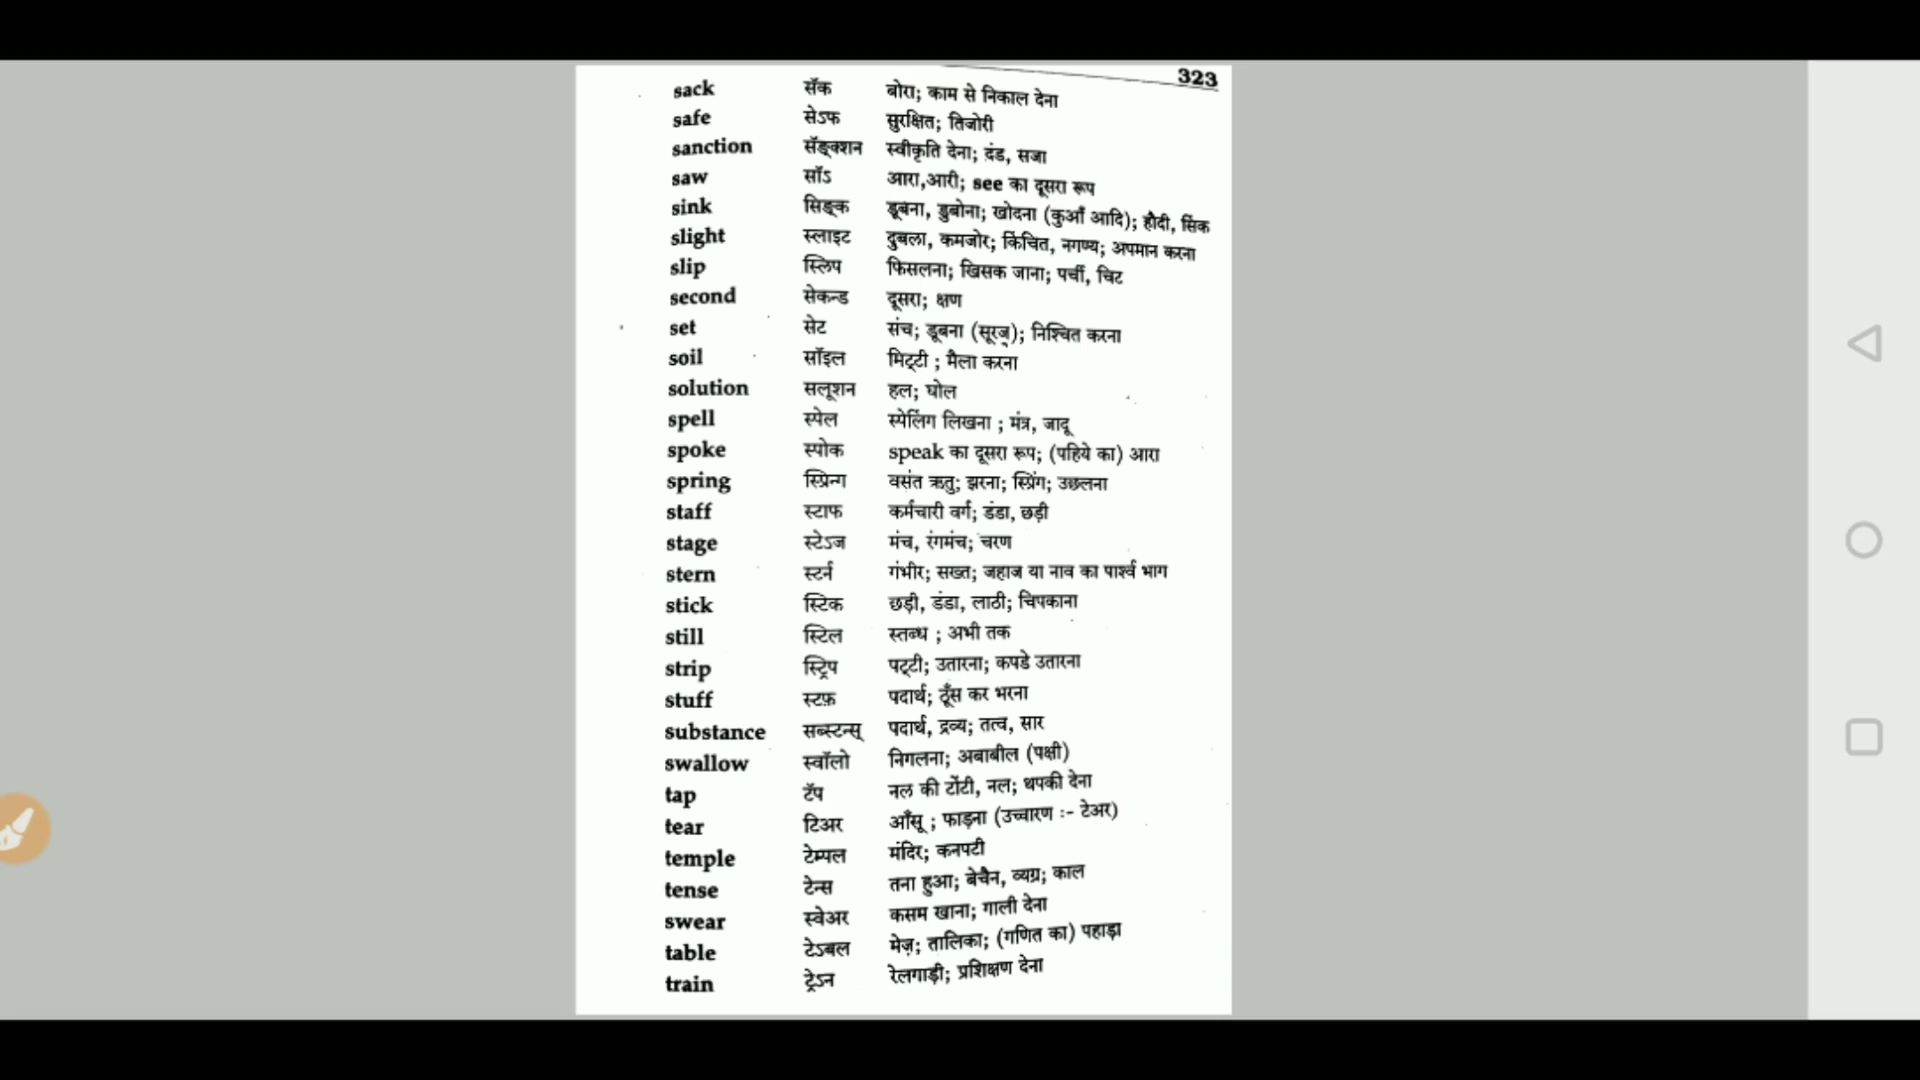 323
sack सॅक बोरा; काम से निकाल देना
safe सेऽफ सुरक्षित; तिजोरी
sanction सॅङ्क्शन स्वीकृति देना; दंड, सजा
saw सॉऽ आरा,आरी; see का दूसरा रूप
sink सिङ्क डूबना, डुबोना; खोदना (कुआँ आदि); हौदी, सिंक
slight स्लाइट दुबला, कमजोर; किंचित, नगण्य; अपमान करना
slip स्लिप फिसलना; खिसक जाना; पर्ची, चिट
second सेकन्ड दूसरा; क्षण
set सेट संच; डूबना (सूरज); निश्चित करना
soil सॉइल मिट्टी ; मैला करना
solution सलूशन हल; घोल
spell स्पेल स्पेलिंग लिखना ; मंत्र, जादू
spoke स्पोक speak का दूसरा रूप; (पहिये का) आरा
spring स्प्रिन्ग वसंत ऋतु; झरना; स्प्रिंग; उछलना
staff स्टाफ कर्मचारी वर्ग; डंडा, छड़ी
stage स्टेऽज मंच, रंगमंच; चरण
stern स्टर्न गंभीर; सख्त; जहाज या नाव का पार्श्व भाग
stick स्टिक छड़ी, डंडा, लाठी; चिपकाना
still स्टिल स्तब्ध ; अभी तक
strip स्ट्रिप पट्टी; उतारना; कपडे उतारना
stuff स्टफ़ पदार्थ; ठूँस कर भरना
substance सब्स्टन्स् पदार्थ, द्रव्य; तत्व, सार
swallow स्वॉलो निगलना; अबाबील (पक्षी)
tap टॅप नल की टोंटी, नल; थपकी देना
tear टिअर आँसू ; फाड़ना (उच्चारण :- टेअर)
temple टेम्पल मंदिर; कनपटी
tense टेन्स तना हुआ; बेचैन, व्यग्र; काल
swear स्वेअर कसम खाना; गाली देना
table टेऽबल मेज़; तालिका; (गणित का) पहाड़ा
train ट्रेऽन रेलगाड़ी; प्रशिक्षण देना